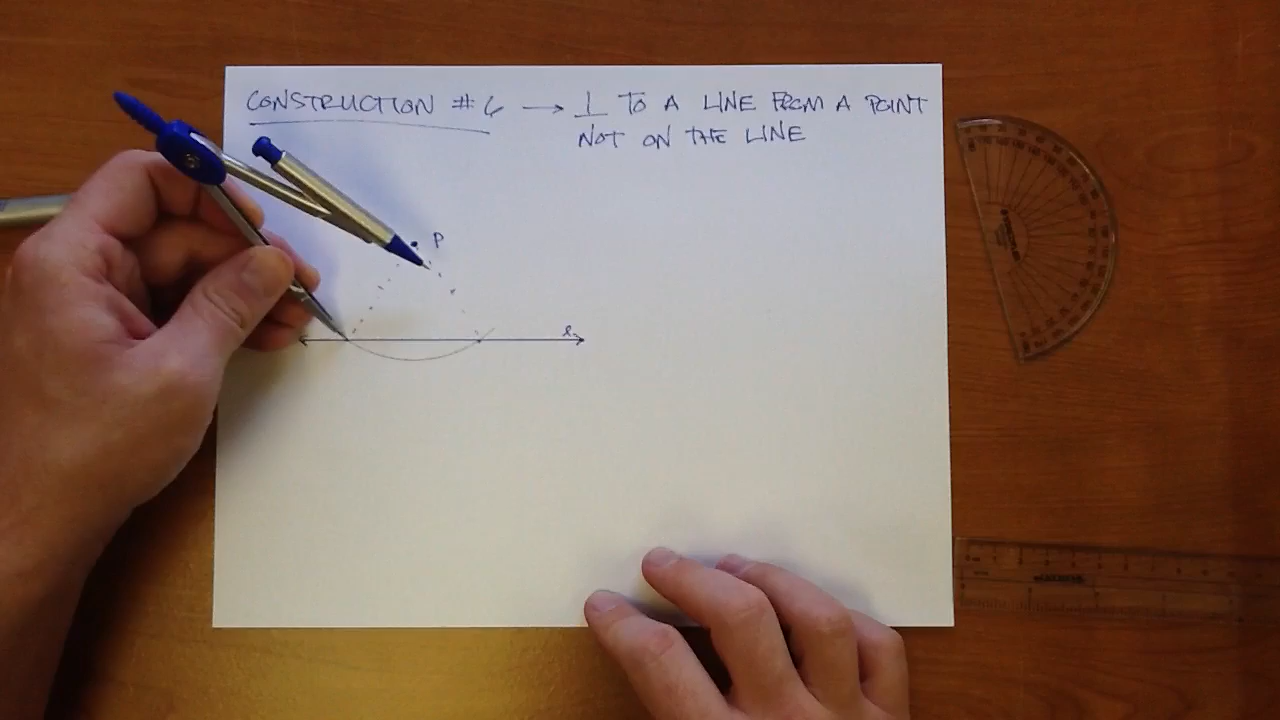 CONSTRUCTION #6 → ⊥ TO A LINE FROM A POINT
NOT ON THE LINE
P